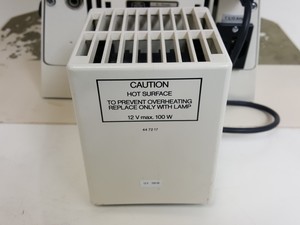 CAUTION
HOT SURFACE
TO PREVENT OVERHEATING
REPLACE ONLY WITH LAMP
12 V max. 100 W